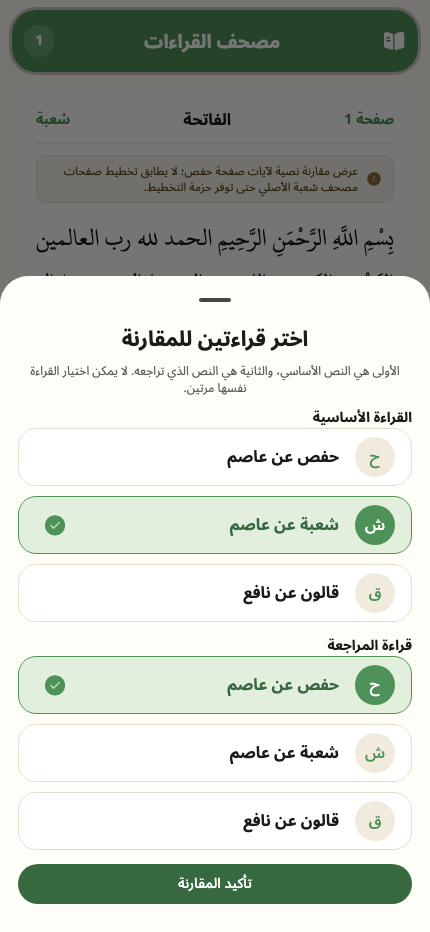 مصحف القراءات
1
صفحة 1
الفاتحة
شعبة
عرض مقارنة نصية لآيات صفحة حفص؛ لا يطابق تخطيط صفحات
مصحف شعبة الأصلي حتى توفر حزمة التخطيط.
بِسْمِ اللَّهِ الرَّحْمَنِ الرَّحِيمِ الحمد لله رب العالمين
اختر قراءتين للمقارنة
الأولى هي النص الأساسي، والثانية هي النص الذي تراجعه. لا يمكن اختيار القراءة
نفسها مرتين.
القراءة الأساسية
ح
حفص عن عاصم
ش
شعبة عن عاصم
ق
قالون عن نافع
قراءة المراجعة
ح
حفص عن عاصم
ش
شعبة عن عاصم
ق
قالون عن نافع
تأكيد المقارنة